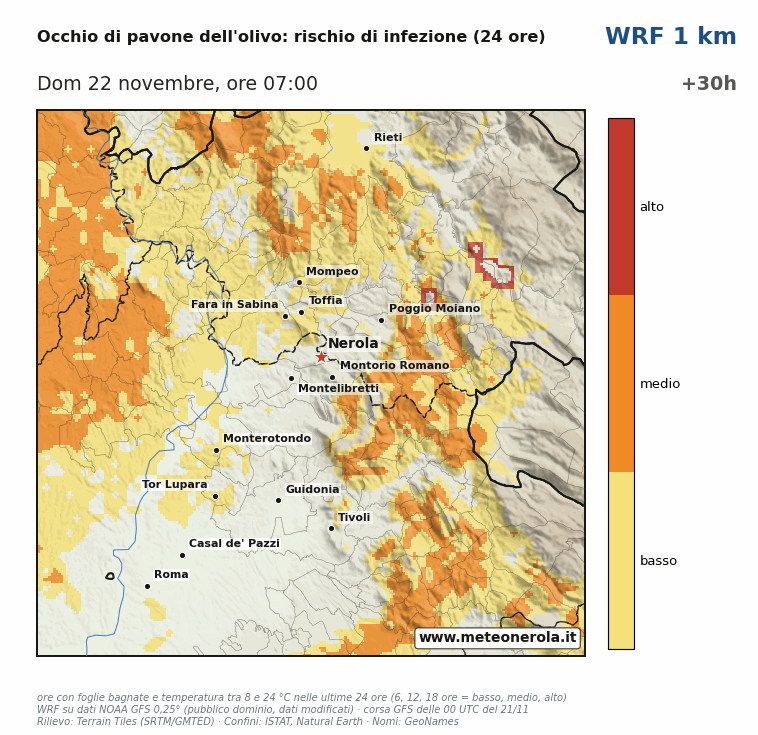 Occhio di pavone dell'olivo: rischio di infezione (24 ore)
WRF 1 km
Dom 22 novembre, ore 07:00
+30h
Rieti
alto
Mompeo
Fara in Sabina
Toffia
Poggio Moiano
Nerola
Montorio Romano
Montelibretti
medio
Monterotondo
Tor Lupara
Guidonia
Tivoli
Casal de' Pazzi
basso
Roma
www.meteonerola.it
ore con foglie bagnate e temperatura tra 8 e 24 °C nelle ultime 24 ore (6, 12, 18 ore = basso, medio, alto)
WRF su dati NOAA GFS 0,25° (pubblico dominio, dati modificati) · corsa GFS delle 00 UTC del 21/11
Rilievo: Terrain Tiles (SRTM/GMTED) · Confini: ISTAT, Natural Earth · Nomi: GeoNames